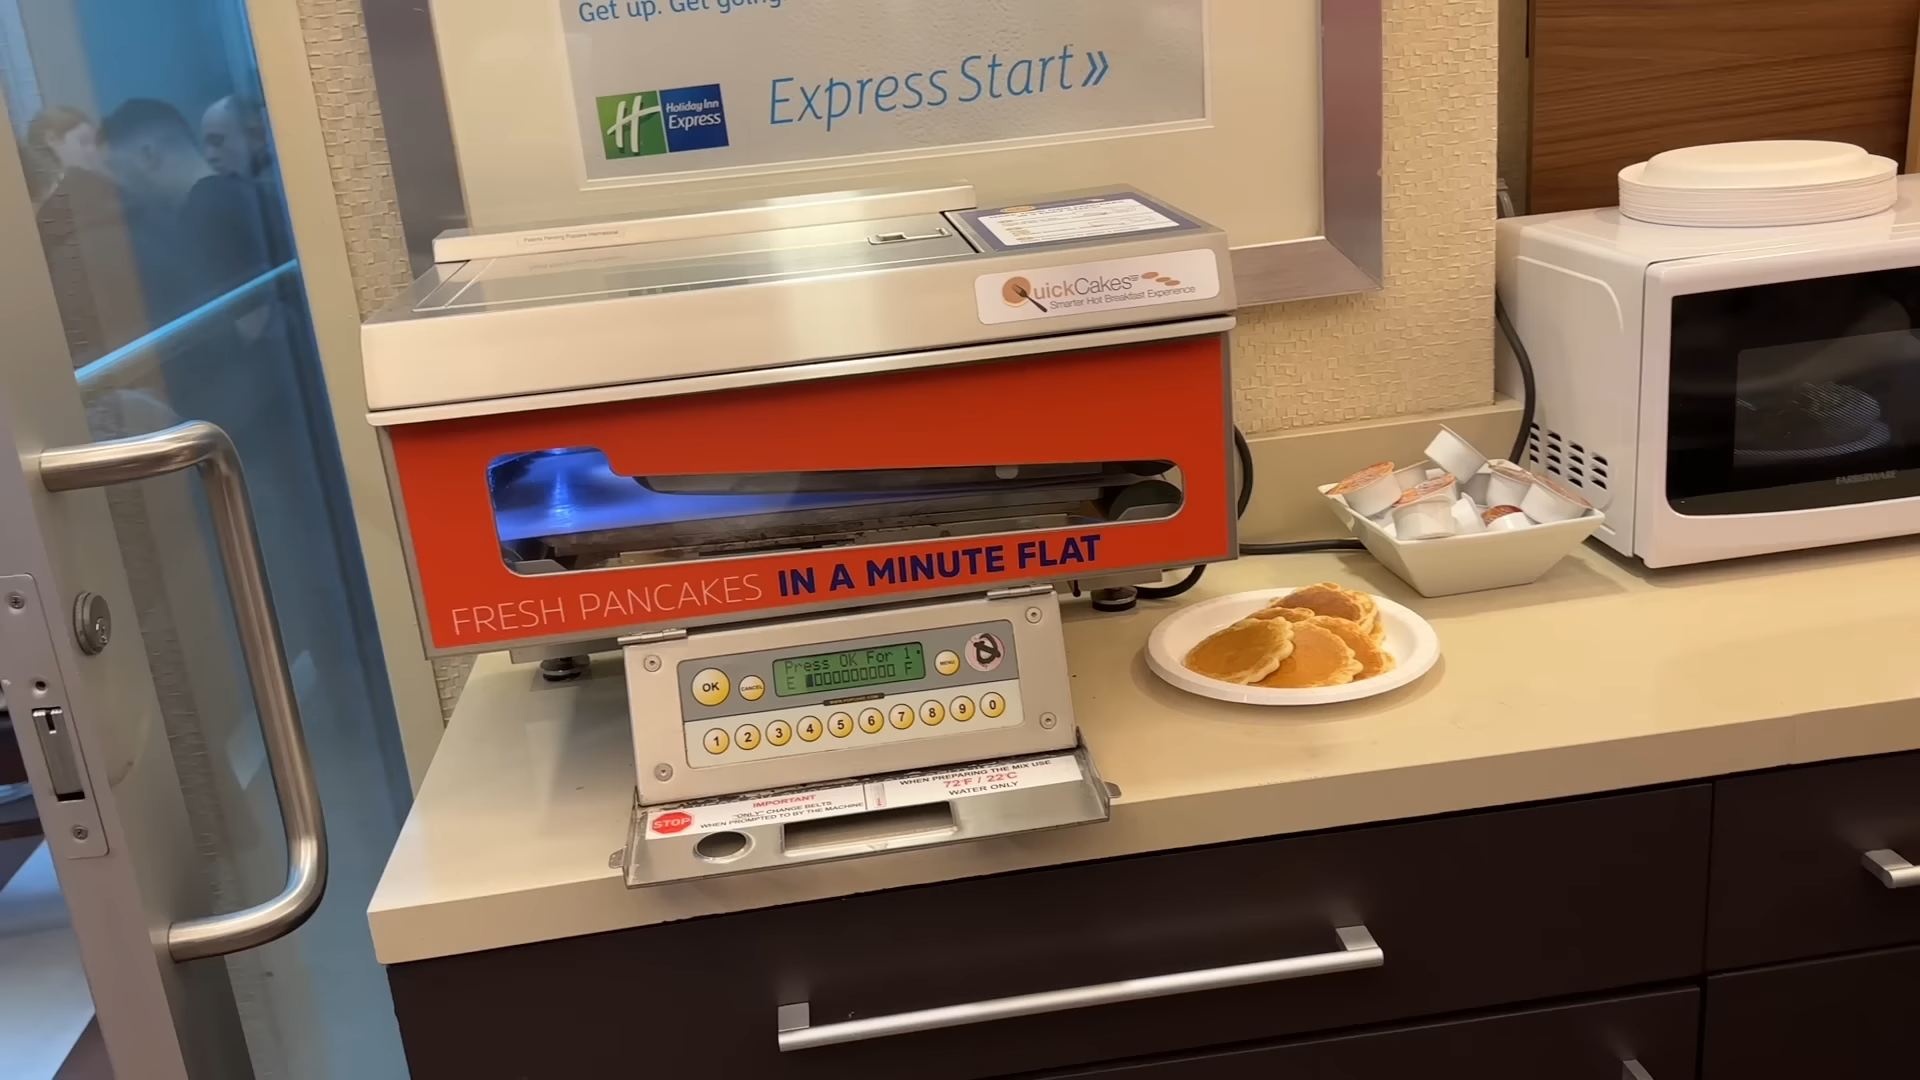 Get up. Get going.
Holiday Inn
Express
Express Start
QuickCakes
Smarter Hot Breakfast Experience
FRESH PANCAKES IN A MINUTE FLAT
OK
CANCEL
Press OK For 1
E F
MENU
1 2 3 4 5 6 7 8 9 0
STOP
IMPORTANT
"ONLY" CHANGE BELTS
WHEN PROMPTED TO BY THE MACHINE
WHEN PREPARING THE MIX USE
72°F / 22°C
WATER ONLY
FARBERWARE